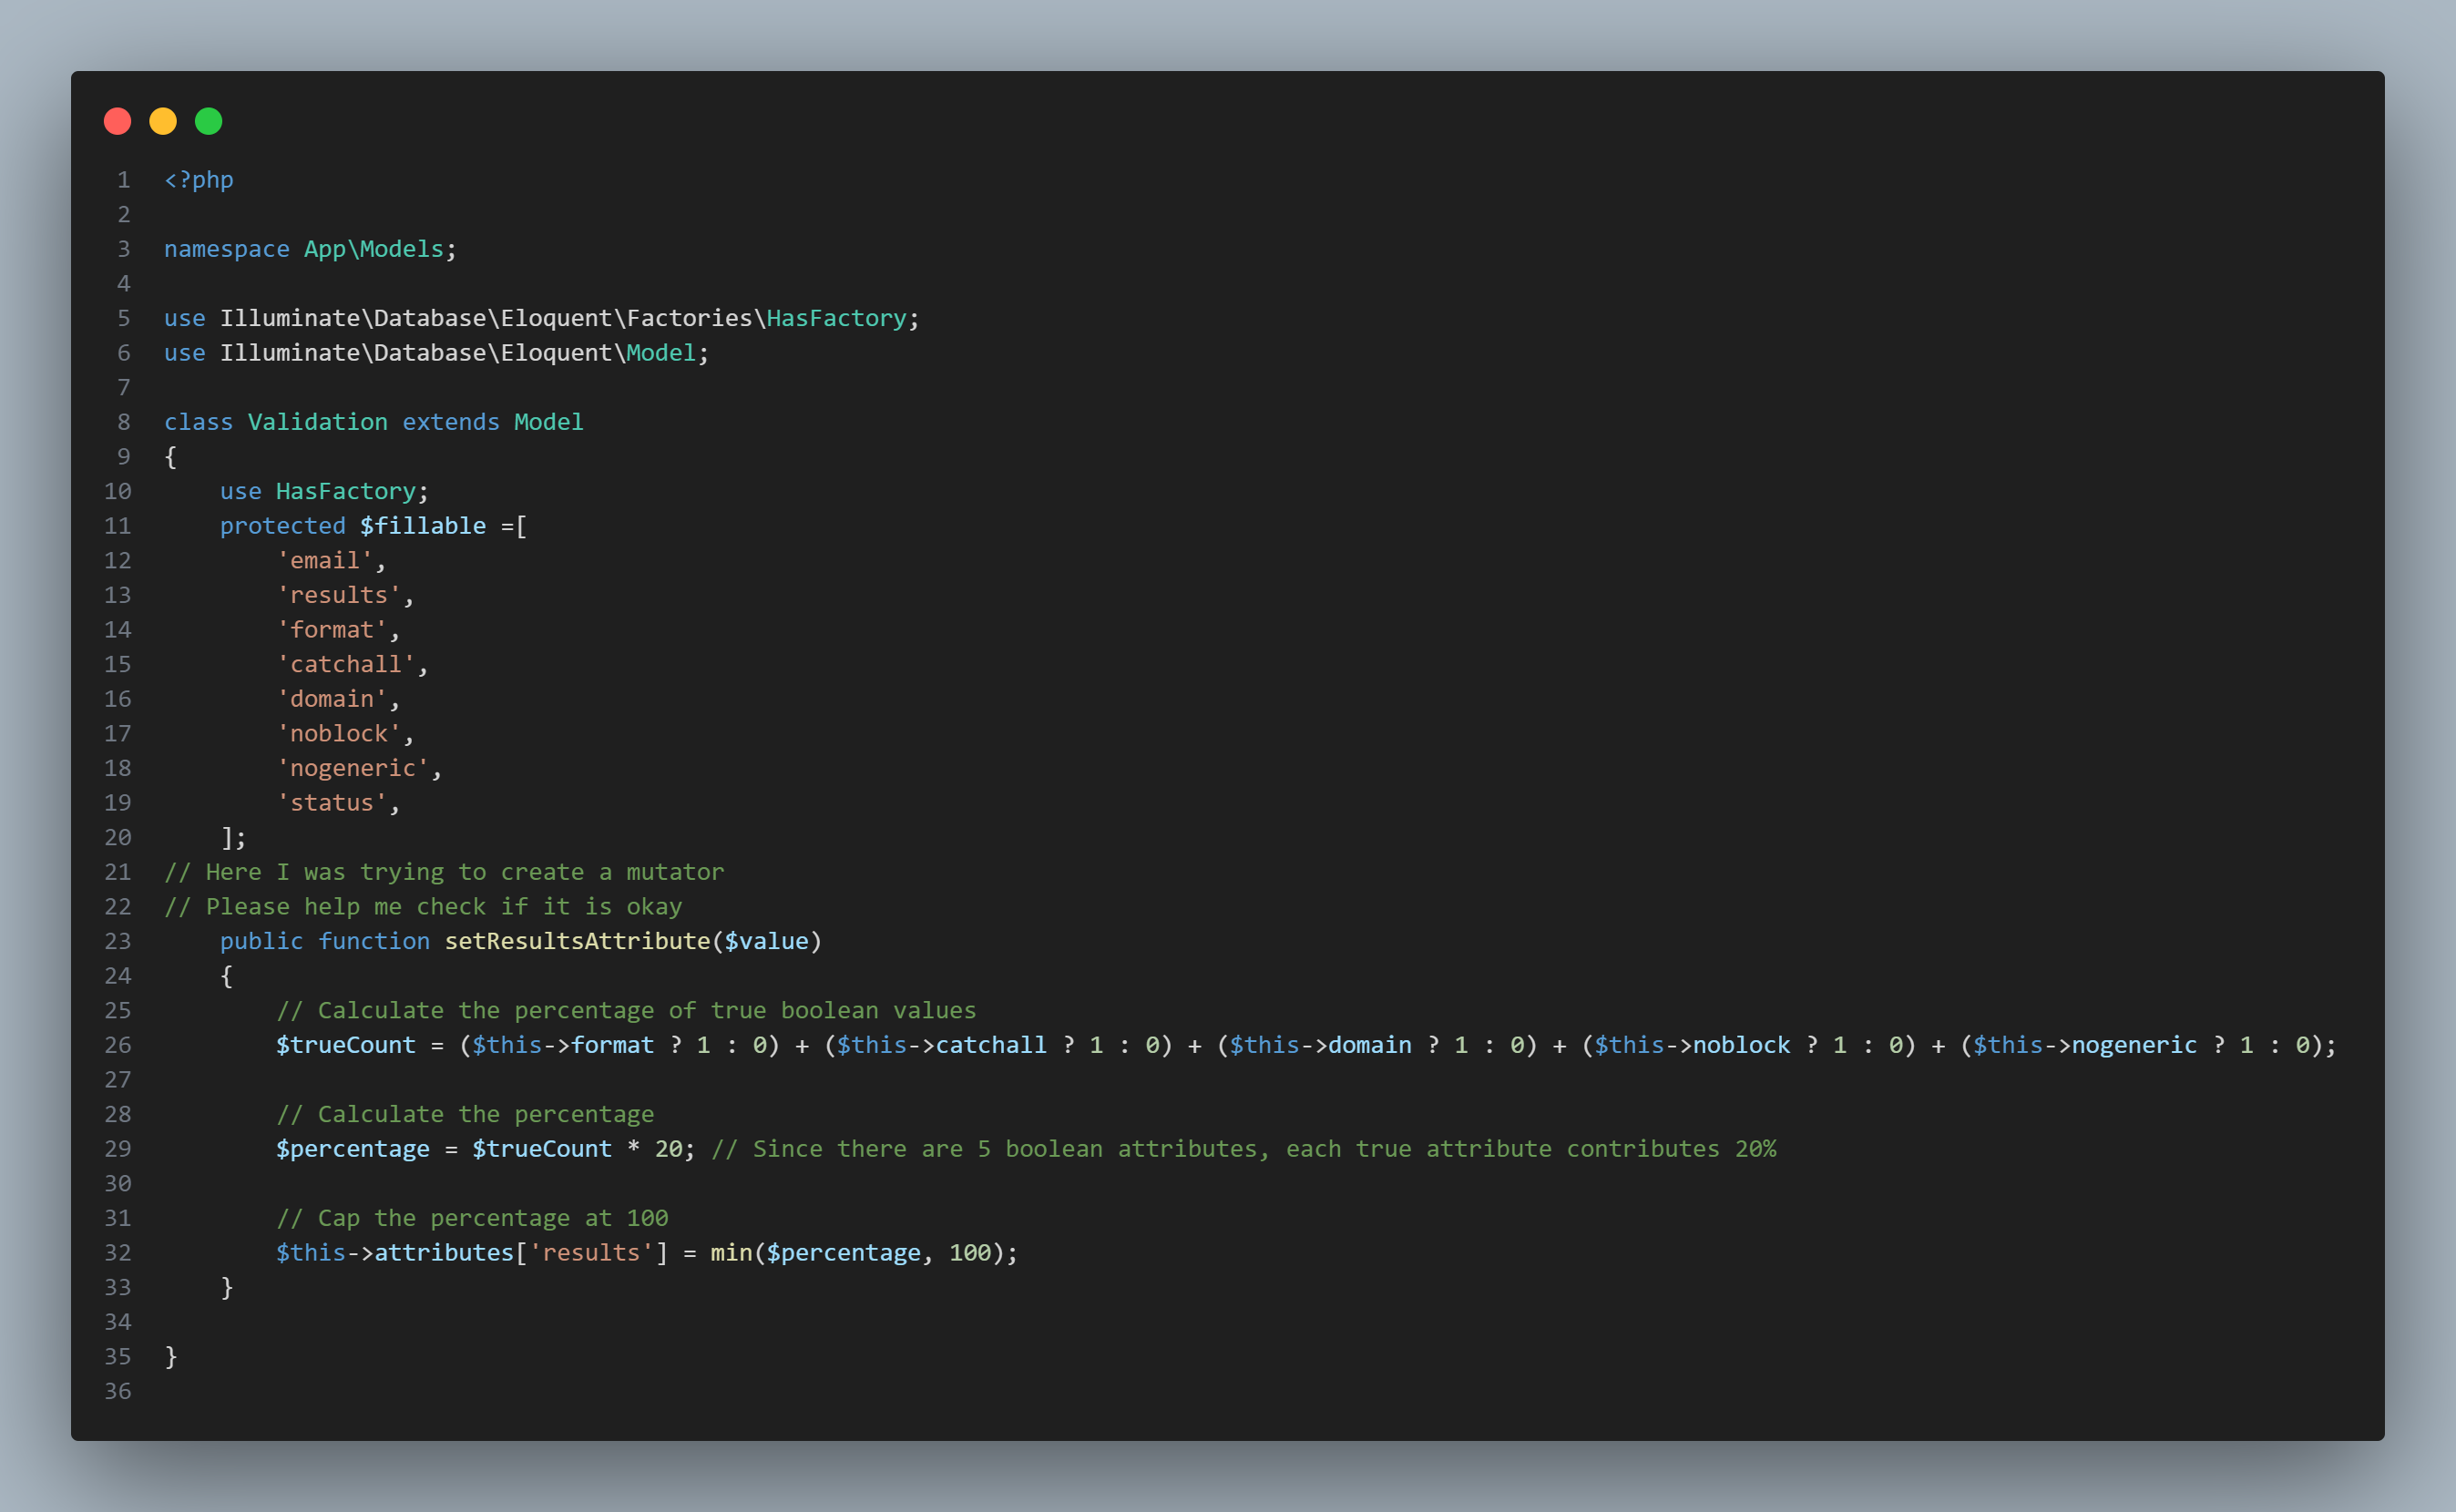 1 <?php
2
3 namespace App\Models;
4
5 use Illuminate\Database\Eloquent\Factories\HasFactory;
6 use Illuminate\Database\Eloquent\Model;
7
8 class Validation extends Model
9 {
10     use HasFactory;
11     protected $fillable =[
12         'email',
13         'results',
14         'format',
15         'catchall',
16         'domain',
17         'noblock',
18         'nogeneric',
19         'status',
20     ];
21 // Here I was trying to create a mutator
22 // Please help me check if it is okay
23     public function setResultsAttribute($value)
24     {
25         // Calculate the percentage of true boolean values
26         $trueCount = ($this->format ? 1 : 0) + ($this->catchall ? 1 : 0) + ($this->domain ? 1 : 0) + ($this->noblock ? 1 : 0) + ($this->nogeneric ? 1 : 0);
27
28         // Calculate the percentage
29         $percentage = $trueCount * 20; // Since there are 5 boolean attributes, each true attribute contributes 20%
30
31         // Cap the percentage at 100
32         $this->attributes['results'] = min($percentage, 100);
33     }
34
35 }
36